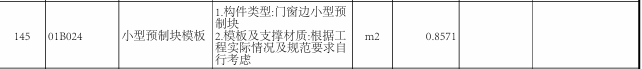 145 01B024 小型预制块模板 1.构件类型:门窗边小型预
制块
2.模板及支撑材质:根据工
程实际情况及规范要求自
行考虑 m2 0.8571